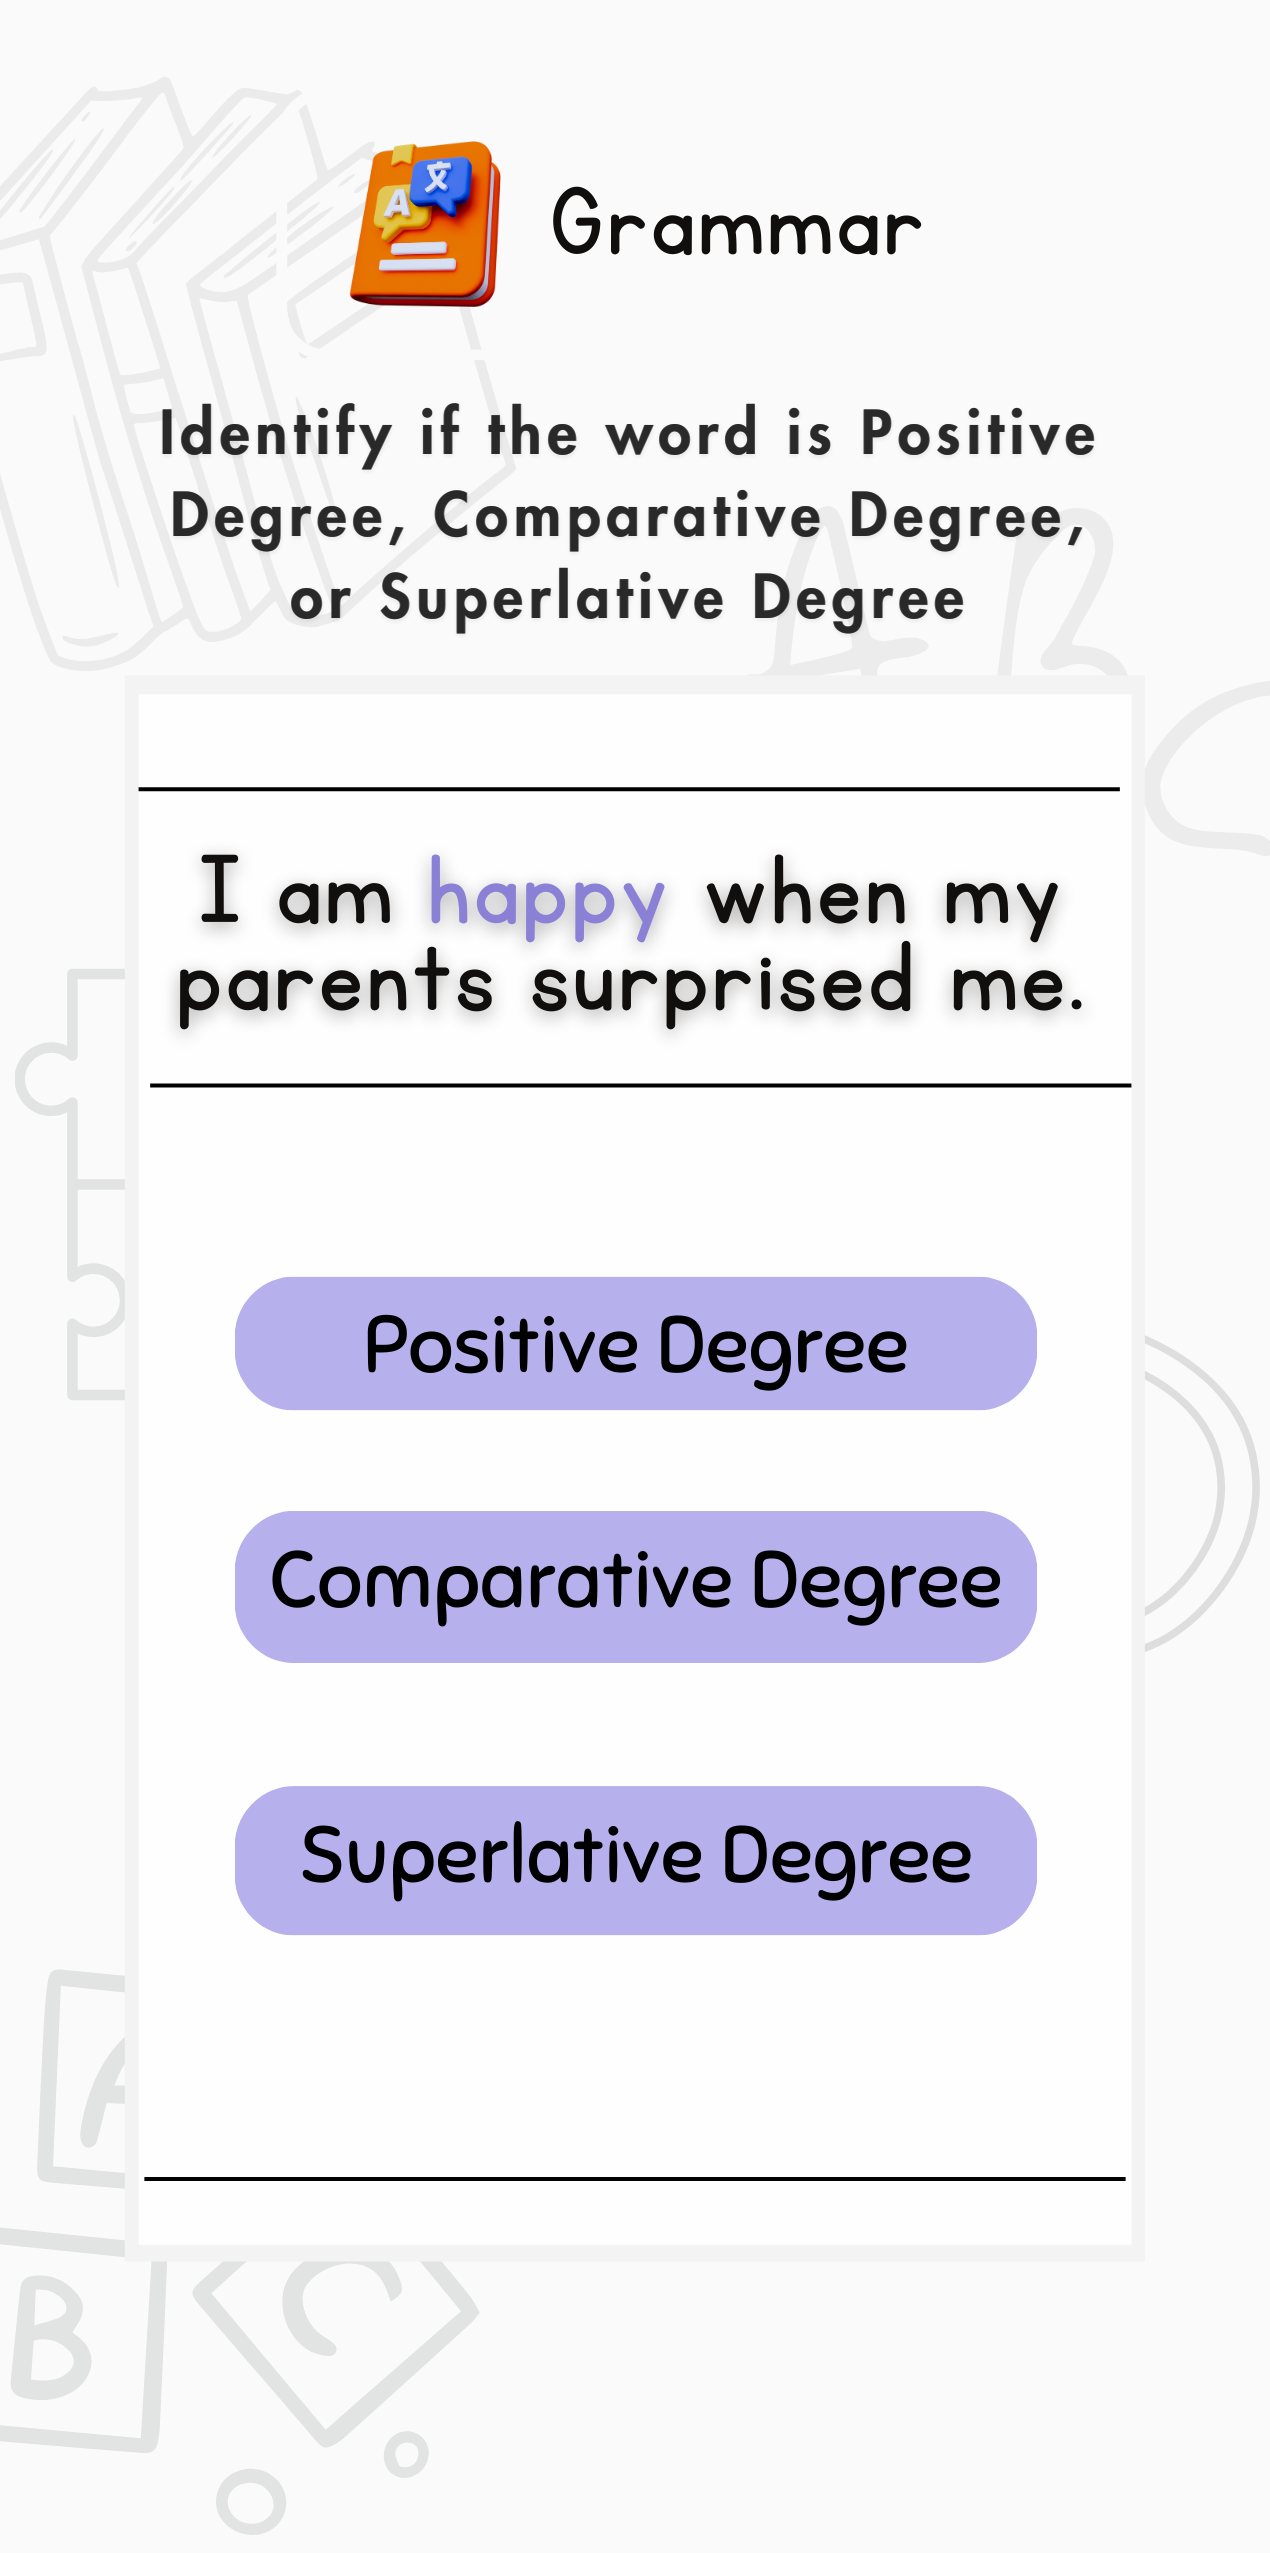 A 文
Grammar
Identify if the word is Positive
Degree, Comparative Degree,
or Superlative Degree
A B
I am happy when my
parents surprised me.
Positive Degree
Comparative Degree
Superlative Degree
A
B C